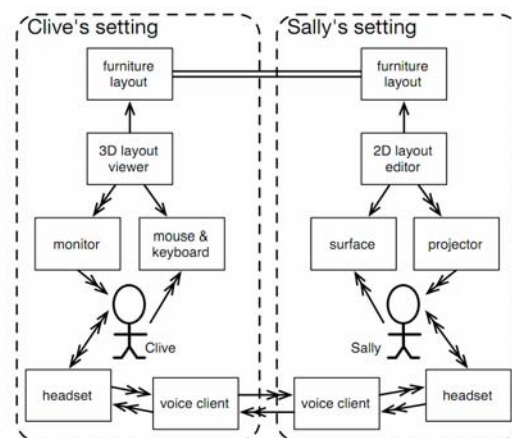 Clive's setting
Sally's setting
furniture
layout
furniture
layout
3D layout
viewer
2D layout
editor
monitor
mouse &
keyboard
surface
projector
Clive
Sally
headset
voice client
voice client
headset